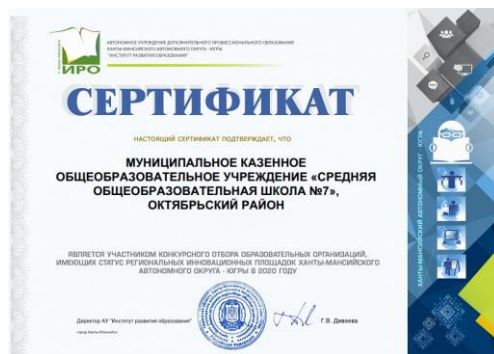 АВТОНОМНОЕ УЧРЕЖДЕНИЕ ДОПОЛНИТЕЛЬНОГО ПРОФЕССИОНАЛЬНОГО ОБРАЗОВАНИЯ
ХАНТЫ-МАНСИЙСКОГО АВТОНОМНОГО ОКРУГА - ЮГРЫ
"ИНСТИТУТ РАЗВИТИЯ ОБРАЗОВАНИЯ"
ИРО
СЕРТИФИКАТ
НАСТОЯЩИЙ СЕРТИФИКАТ ПОДТВЕРЖДАЕТ, ЧТО
МУНИЦИПАЛЬНОЕ КАЗЕННОЕ
ОБЩЕОБРАЗОВАТЕЛЬНОЕ УЧРЕЖДЕНИЕ «СРЕДНЯЯ
ОБЩЕОБРАЗОВАТЕЛЬНАЯ ШКОЛА №7»,
ОКТЯБРЬСКИЙ РАЙОН
ЯВЛЯЕТСЯ УЧАСТНИКОМ КОНКУРСНОГО ОТБОРА ОБРАЗОВАТЕЛЬНЫХ ОРГАНИЗАЦИЙ,
ИМЕЮЩИХ СТАТУС РЕГИОНАЛЬНЫХ ИННОВАЦИОННЫХ ПЛОЩАДОК ХАНТЫ-МАНСИЙСКОГО
АВТОНОМНОГО ОКРУГА - ЮГРЫ В 2020 ГОДУ
Директор АУ "Институт развития образования"
Г.В. Дивеева
город Ханты-Мансийск
ХАНТЫ-МАНСИЙСКИЙ АВТОНОМНЫЙ ОКРУГ - ЮГРА